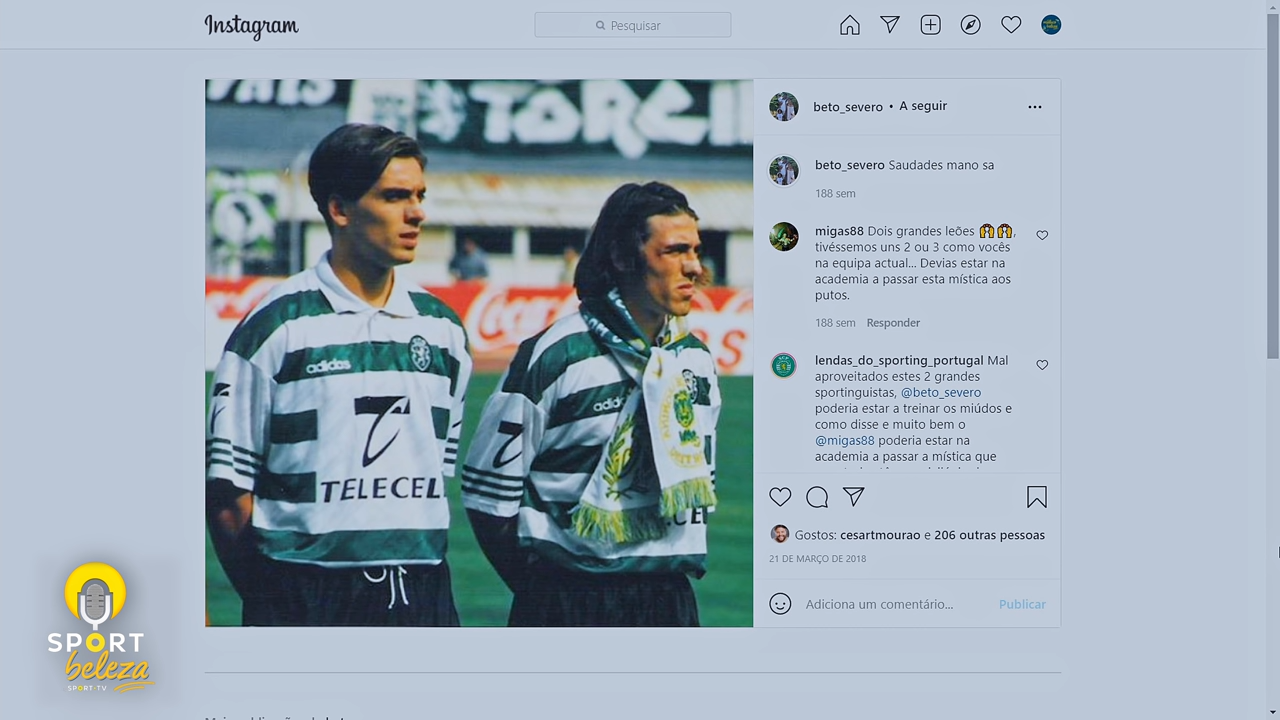 Instagram
Pesquisar
TORCI
beto_severo • A seguir
beto_severo Saudades mano sa
188 sem
migas88 Dois grandes leões 🙌🙌,
tivéssemos uns 2 ou 3 como vocês
na equipa actual... Devias estar na
academia a passar esta mística aos
putos.
188 sem Responder
lendas_do_sporting_portugal Mal
aproveitados estes 2 grandes
sportinguistas, @beto_severo
poderia estar a treinar os miúdos e
como disse e muito bem o
@migas88 poderia estar na
academia a passar a mística que
Coca-Cola
adidas
TELECEL
Gostos: cesartmourao e 206 outras pessoas
21 DE MARÇO DE 2018
Adiciona um comentário... Publicar
SPORT
beleza
SPORT•TV